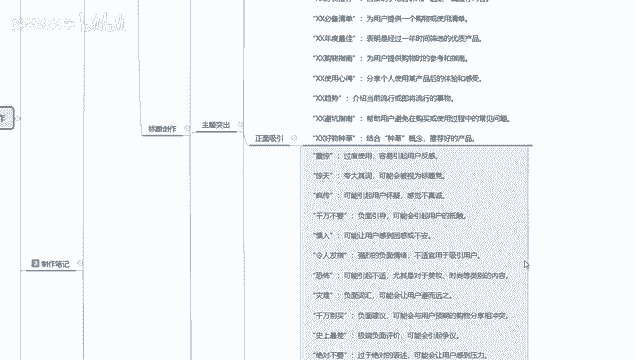 "XX必备清单"：为用户提供一个购物或使用清单。
"XX年度最佳"：表明是经过一年时间筛选的优质产品。
"XX购物指南"：为用户提供购物时的参考和指南。
"XX使用心得"：分享个人使用某产品后的体验和感受。
"XX趋势"：介绍当前流行或即将流行的事物。
"XX避坑指南"：帮助用户避免在购买或使用过程中的常见问题。
"XX好物种草"：结合"种草"概念，推荐好的产品。
作
标题创作
主题突出
正面吸引
"震惊"：过度使用，容易引起用户反感。
"惊天"：夸大其词，可能会被视为标题党。
"疯传"：可能引起用户怀疑，感觉不真诚。
"千万不要"：负面引导，可能会引起用户的抵触。
"慎入"：可能让用户感到困惑或不安。
"令人发指"：强烈的负面情绪，不适宜用于吸引用户。
制作笔记
"恐怖"：可能引起不适，尤其是对于美妆、时尚等类别的内容。
"灾难"：负面词汇，可能会让用户避而远之。
"千万别买"：负面建议，可能会与用户预期的购物分享相冲突。
"史上最差"：极端负面评价，可能会引起争议。
"绝对不要"：过于绝对的表述，可能会让用户感到压力。